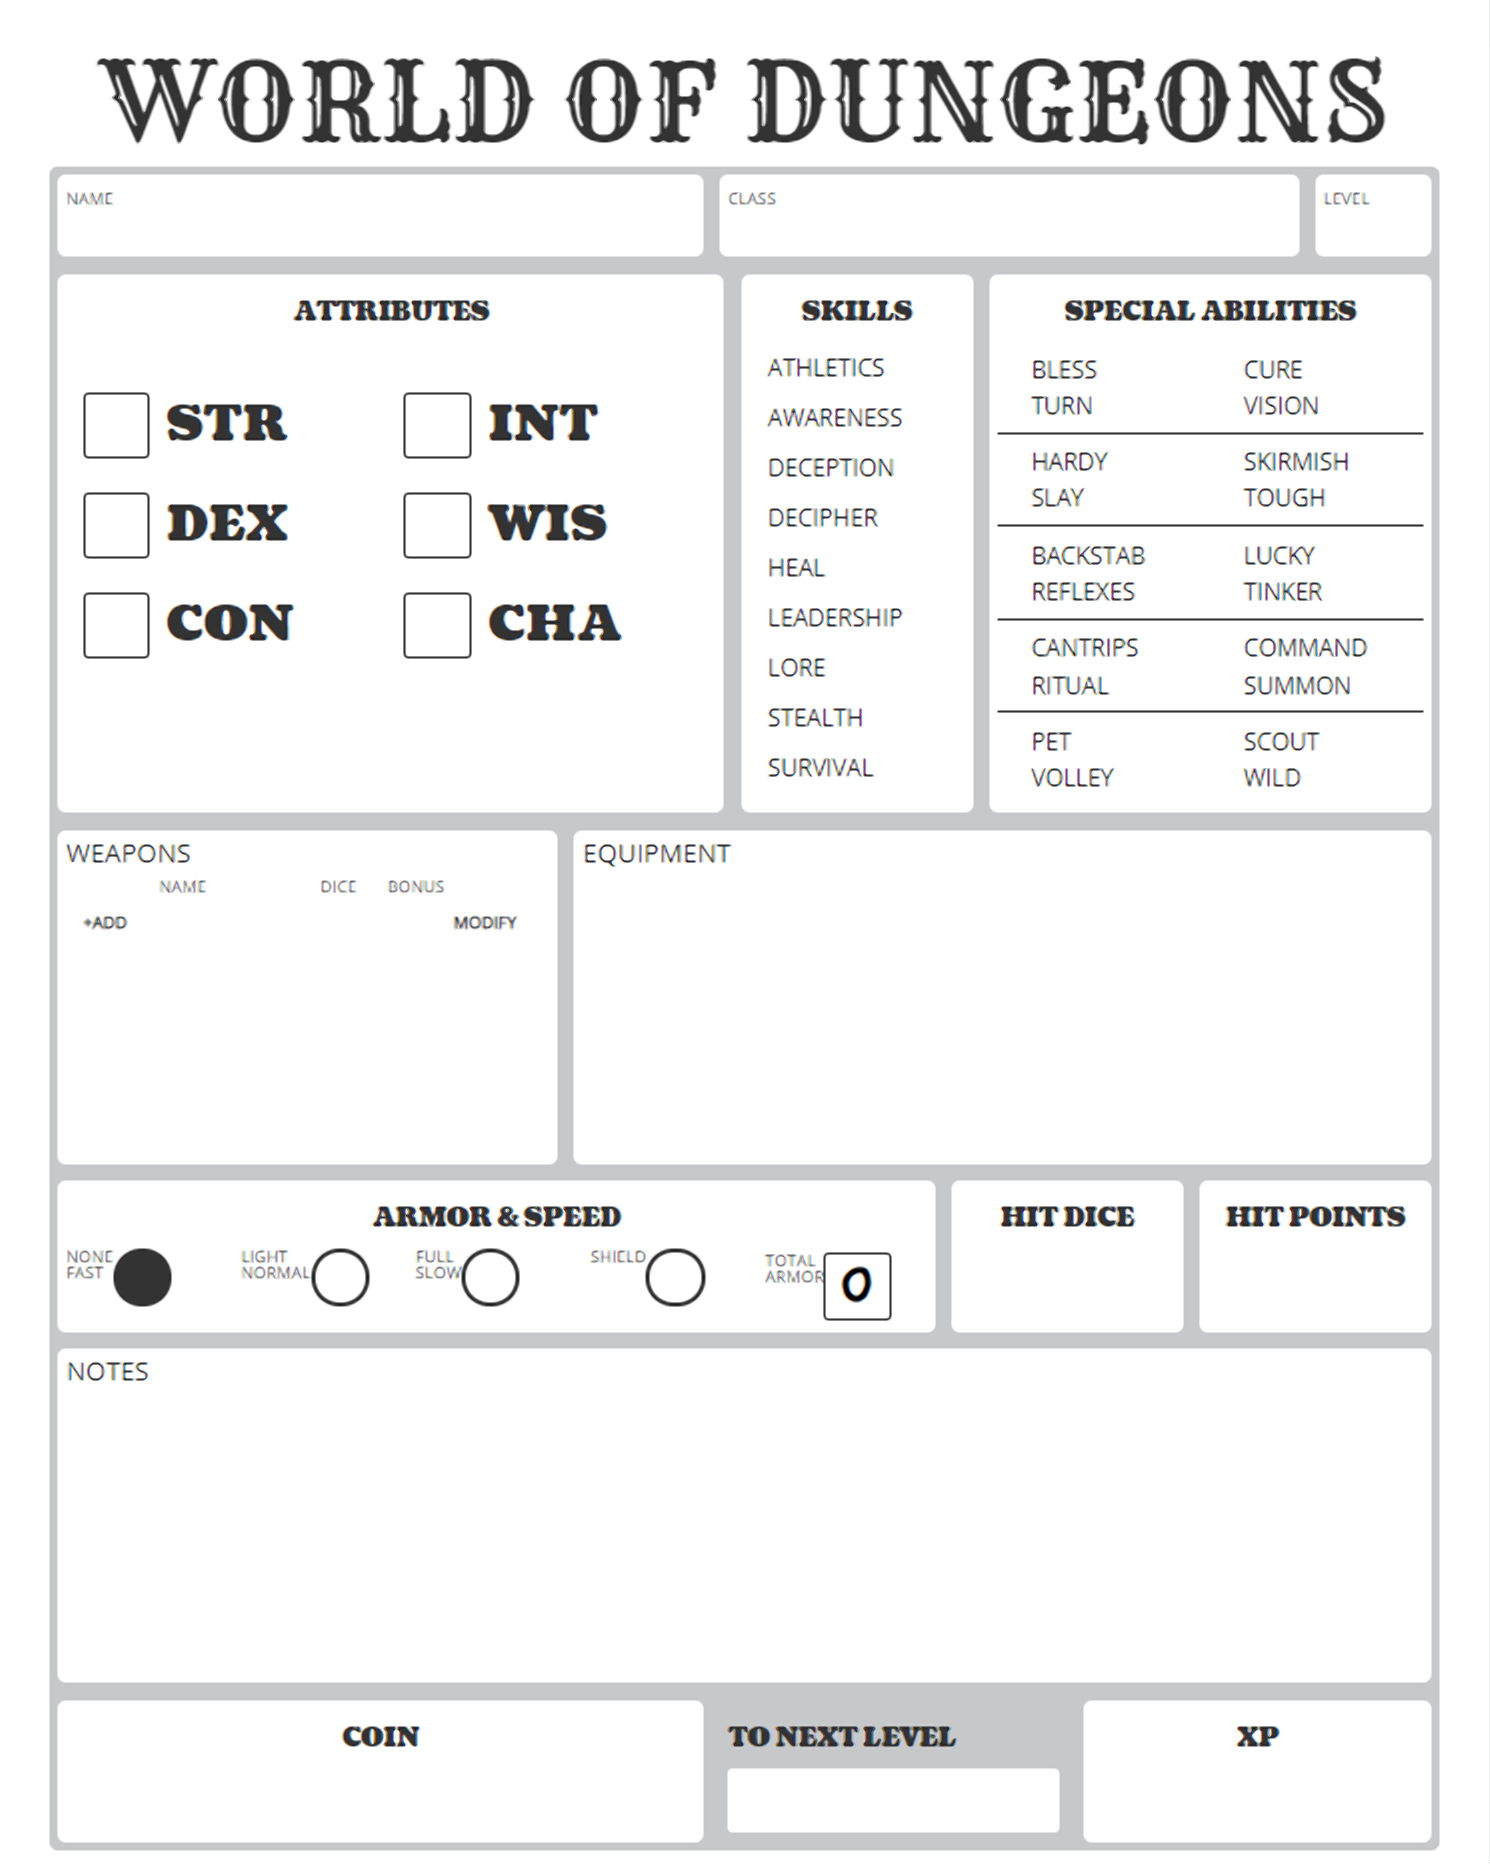 WORLD OF DUNGEONS
NAME
CLASS
LEVEL
ATTRIBUTES
STR INT
DEX WIS
CON CHA
SKILLS
ATHLETICS
AWARENESS
DECEPTION
DECIPHER
HEAL
LEADERSHIP
LORE
STEALTH
SURVIVAL
SPECIAL ABILITIES
BLESS CURE
TURN VISION
HARDY SKIRMISH
SLAY TOUGH
BACKSTAB LUCKY
REFLEXES TINKER
CANTRIPS COMMAND
RITUAL SUMMON
PET SCOUT
VOLLEY WILD
WEAPONS
NAME DICE BONUS
+ADD MODIFY
EQUIPMENT
ARMOR & SPEED
NONE
FAST
LIGHT
NORMAL
FULL
SLOW
SHIELD
TOTAL
ARMOR
0
HIT DICE
HIT POINTS
NOTES
COIN
TO NEXT LEVEL
XP